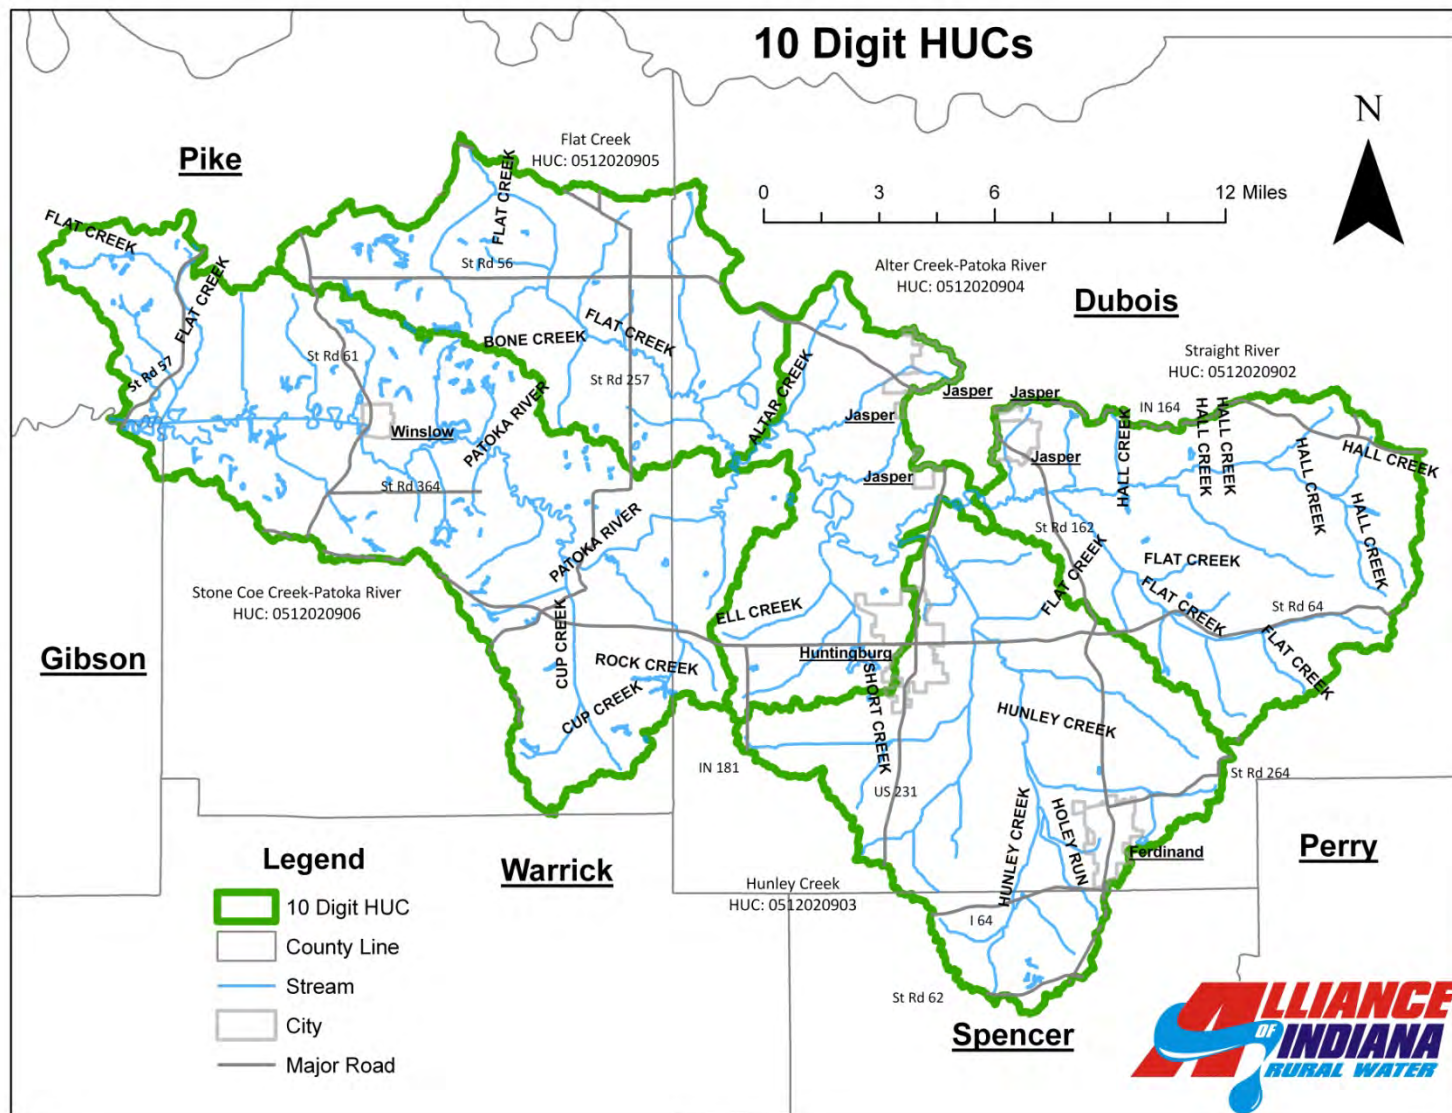 10 Digit HUCs
N
Flat Creek
HUC: 0512020905
Pike
0 3 6 12 Miles
FLAT CREEK
FLAT CREEK
FLAT CREEK
St Rd 56
Alter Creek-Patoka River
HUC: 0512020904
Dubois
FLAT CREEK
BONE CREEK
St Rd 61
St Rd 57
St Rd 257
Straight River
HUC: 0512020902
ALTAR CREEK
Jasper
Jasper
Jasper
IN 164
HALL CREEK
HALL CREEK
HALL CREEK
HALL CREEK
HALL CREEK
Winslow
PATOKA RIVER
Jasper
Jasper
St Rd 364
HALL CREEK
PATOKA RIVER
St Rd 162
FLAT CREEK
FLAT CREEK
FLAT CREEK
St Rd 64
FLAT CREEK
Stone Coe Creek-Patoka River
HUC: 0512020906
ELL CREEK
CUP CREEK
Gibson
ROCK CREEK
Huntingburg
SHORT CREEK
CUP CREEK
HUNLEY CREEK
IN 181
US 231
St Rd 264
HUNLEY CREEK
HOLEY RUN
Ferdinand
Perry
Warrick
Hunley Creek
HUC: 0512020903
I 64
St Rd 62
Spencer
Legend
10 Digit HUC
County Line
Stream
City
Major Road
ALLIANCE
OF INDIANA
RURAL WATER